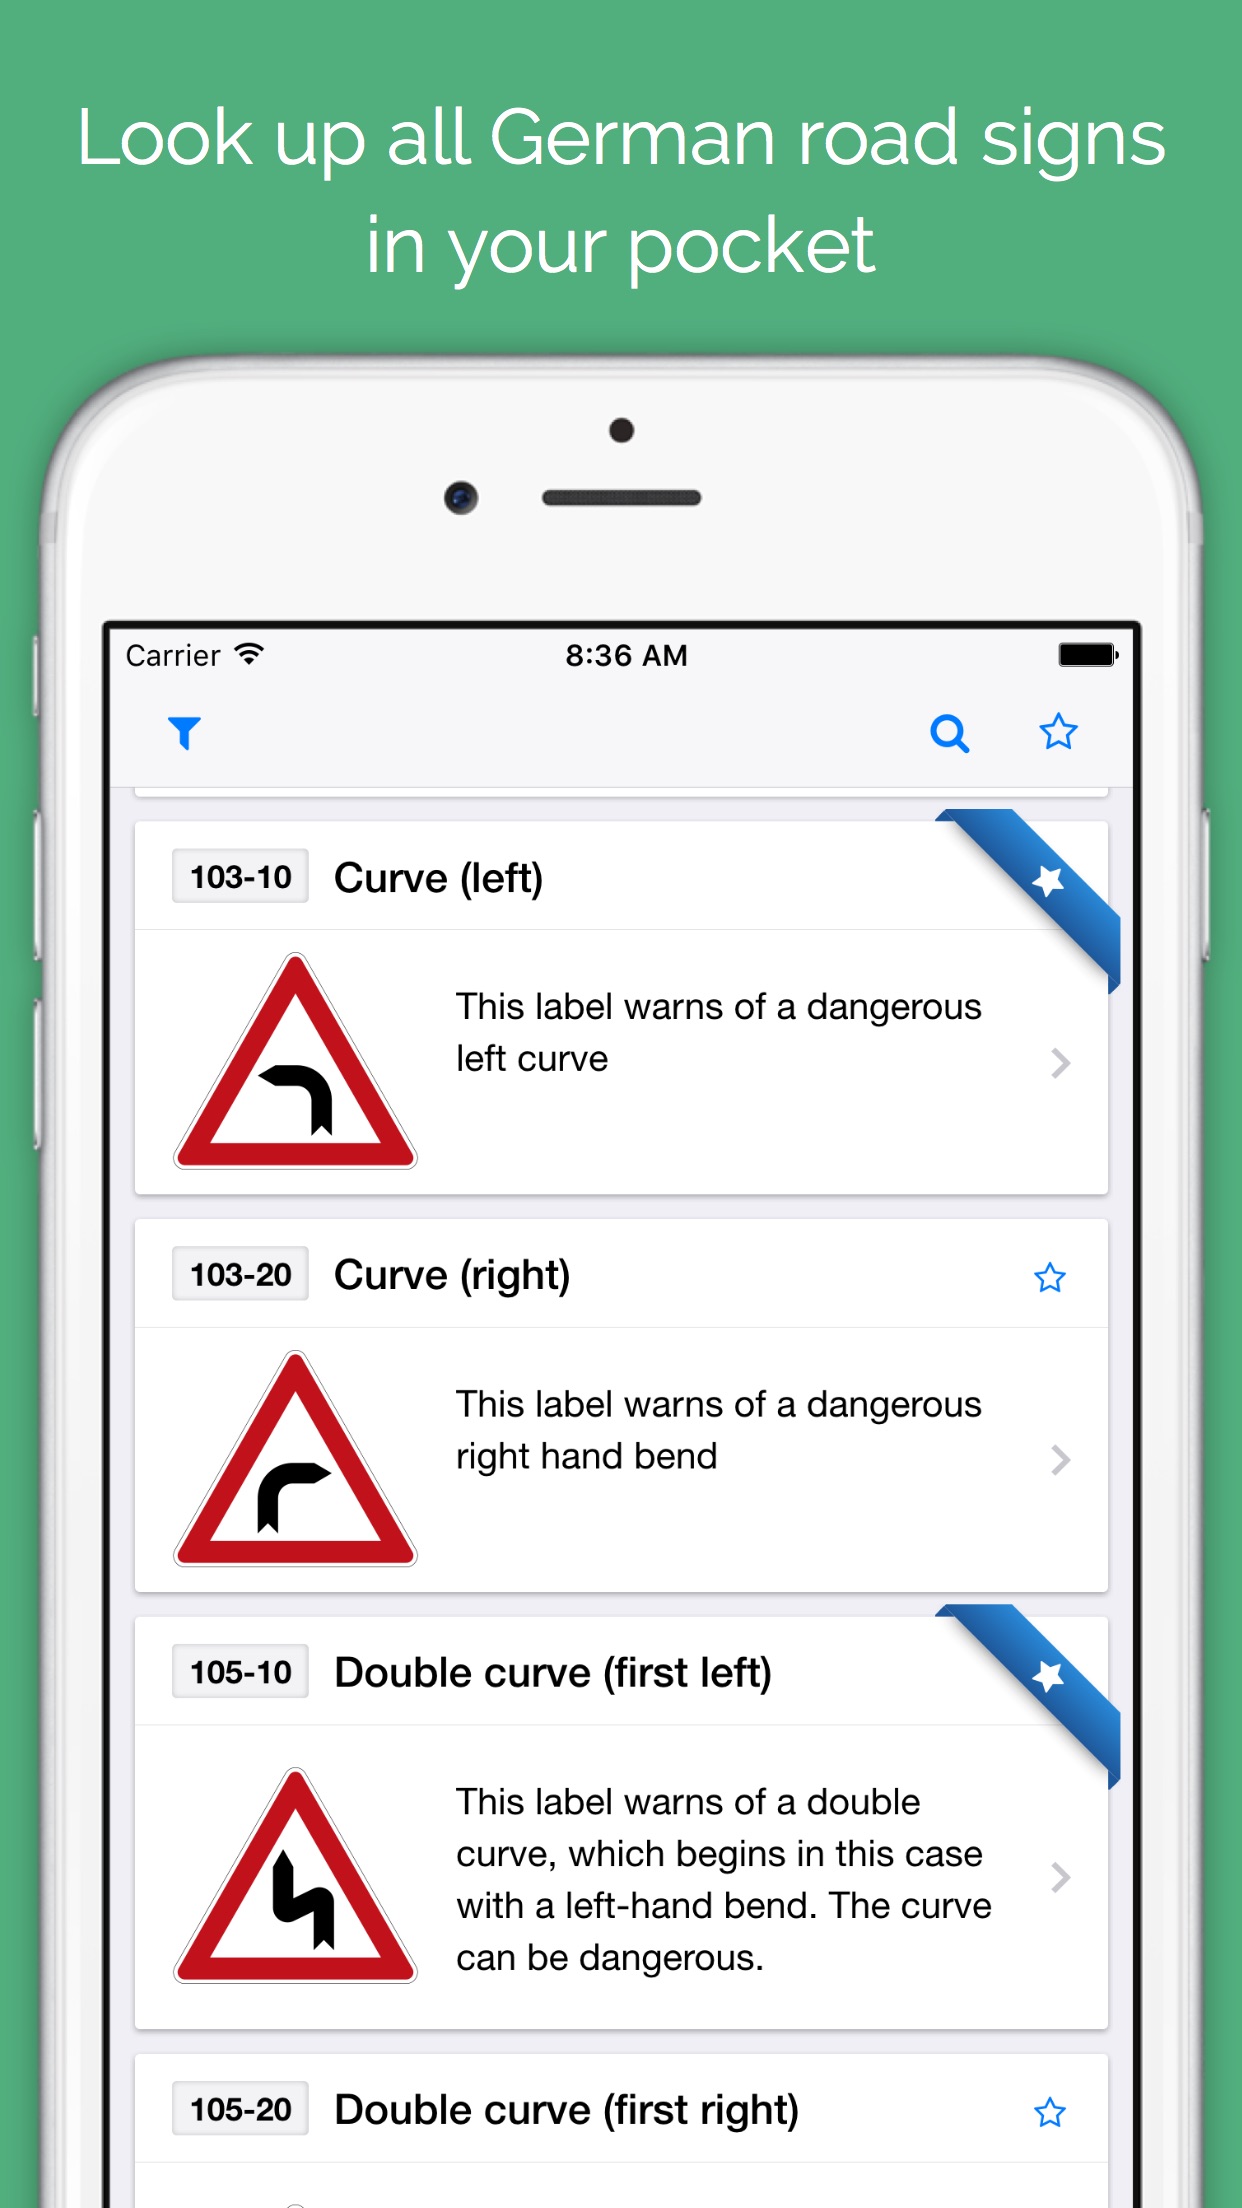 Look up all German road signs
in your pocket
Carrier 8:36 AM
103-10 Curve (left)
This label warns of a dangerous
left curve
103-20 Curve (right)
This label warns of a dangerous
right hand bend
105-10 Double curve (first left)
This label warns of a double
curve, which begins in this case
with a left-hand bend. The curve
can be dangerous.
105-20 Double curve (first right)